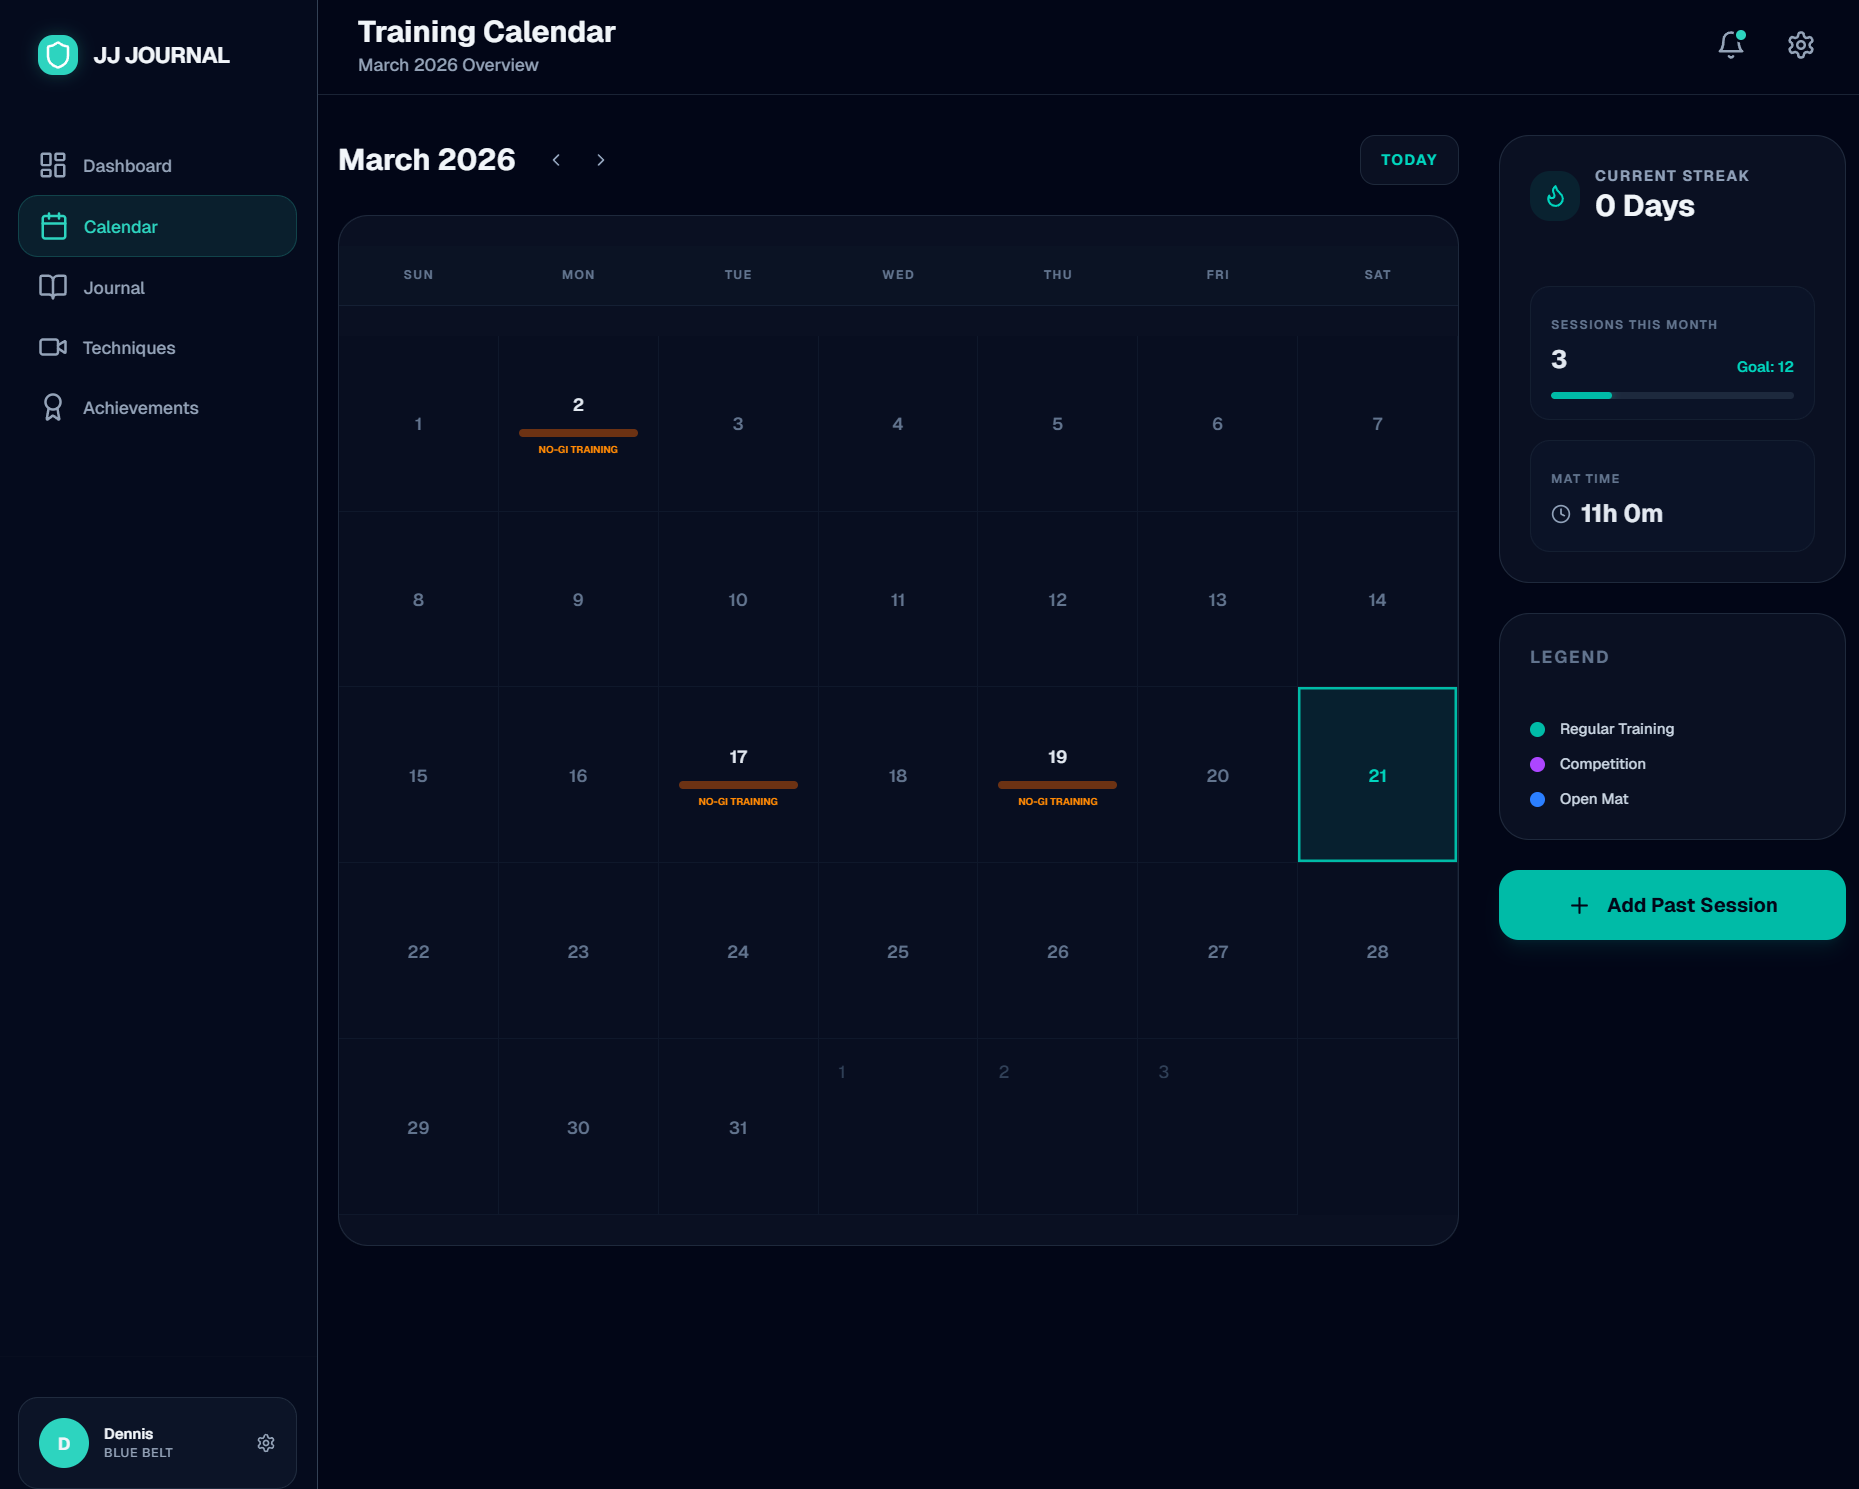 JJ JOURNAL
Dashboard
Calendar
Journal
Techniques
Achievements
D
Dennis
BLUE BELT
Training Calendar
March 2026 Overview
March 2026
TODAY
SUN MON TUE WED THU FRI SAT
1 2 3 4 5 6 7
NO-GI TRAINING
8 9 10 11 12 13 14
15 16 17 18 19 20 21
NO-GI TRAINING NO-GI TRAINING
22 23 24 25 26 27 28
29 30 31 1 2 3
CURRENT STREAK
0 Days
SESSIONS THIS MONTH
3
Goal: 12
MAT TIME
11h 0m
LEGEND
Regular Training
Competition
Open Mat
+ Add Past Session